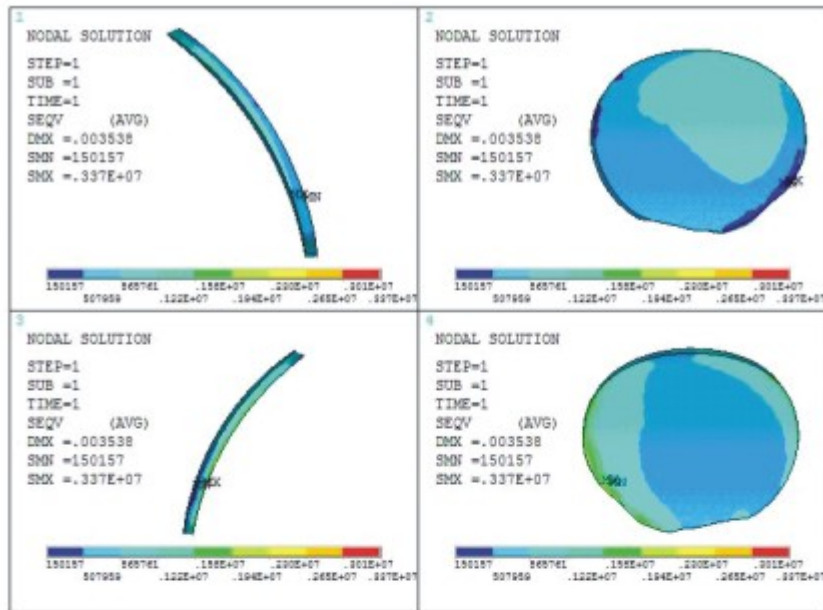 1
NODAL SOLUTION
STEP=1
SUB =1
TIME=1
SEQV (AVG)
DMX =.003538
SMN =150157
SMX =.337E+07
150157 865761 .158E+07 .230E+07 .301E+07
507959 .122E+07 .194E+07 .265E+07 .337E+07
2
NODAL SOLUTION
STEP=1
SUB =1
TIME=1
SEQV (AVG)
DMX =.003538
SMN =150157
SMX =.337E+07
150157 865761 .158E+07 .230E+07 .301E+07
507959 .122E+07 .194E+07 .265E+07 .337E+07
3
NODAL SOLUTION
STEP=1
SUB =1
TIME=1
SEQV (AVG)
DMX =.003538
SMN =150157
SMX =.337E+07
150157 865761 .158E+07 .230E+07 .301E+07
507959 .122E+07 .194E+07 .265E+07 .337E+07
4
NODAL SOLUTION
STEP=1
SUB =1
TIME=1
SEQV (AVG)
DMX =.003538
SMN =150157
SMX =.337E+07
150157 865761 .158E+07 .230E+07 .301E+07
507959 .122E+07 .194E+07 .265E+07 .337E+07